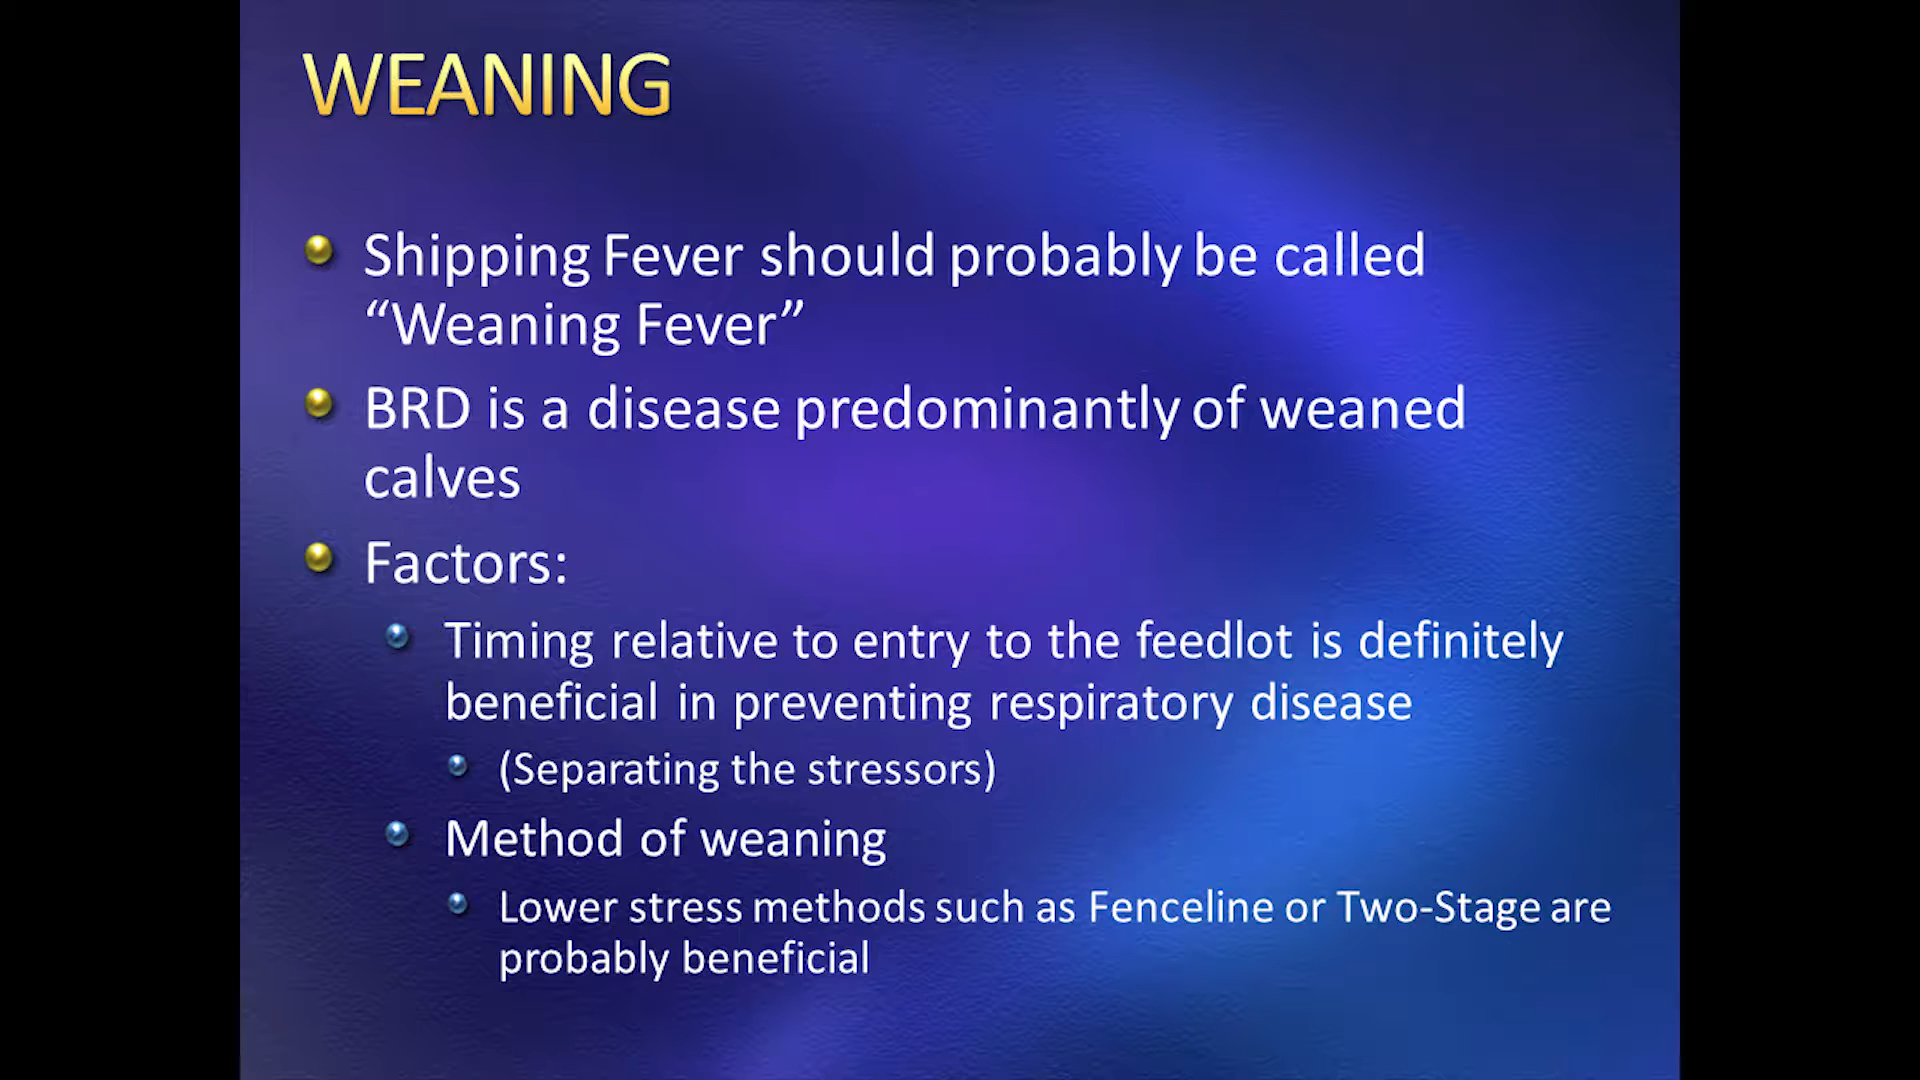 WEANING
Shipping Fever should probably be called
“Weaning Fever”
BRD is a disease predominantly of weaned
calves
Factors:
Timing relative to entry to the feedlot is definitely
beneficial in preventing respiratory disease
(Separating the stressors)
Method of weaning
Lower stress methods such as Fenceline or Two-Stage are
probably beneficial